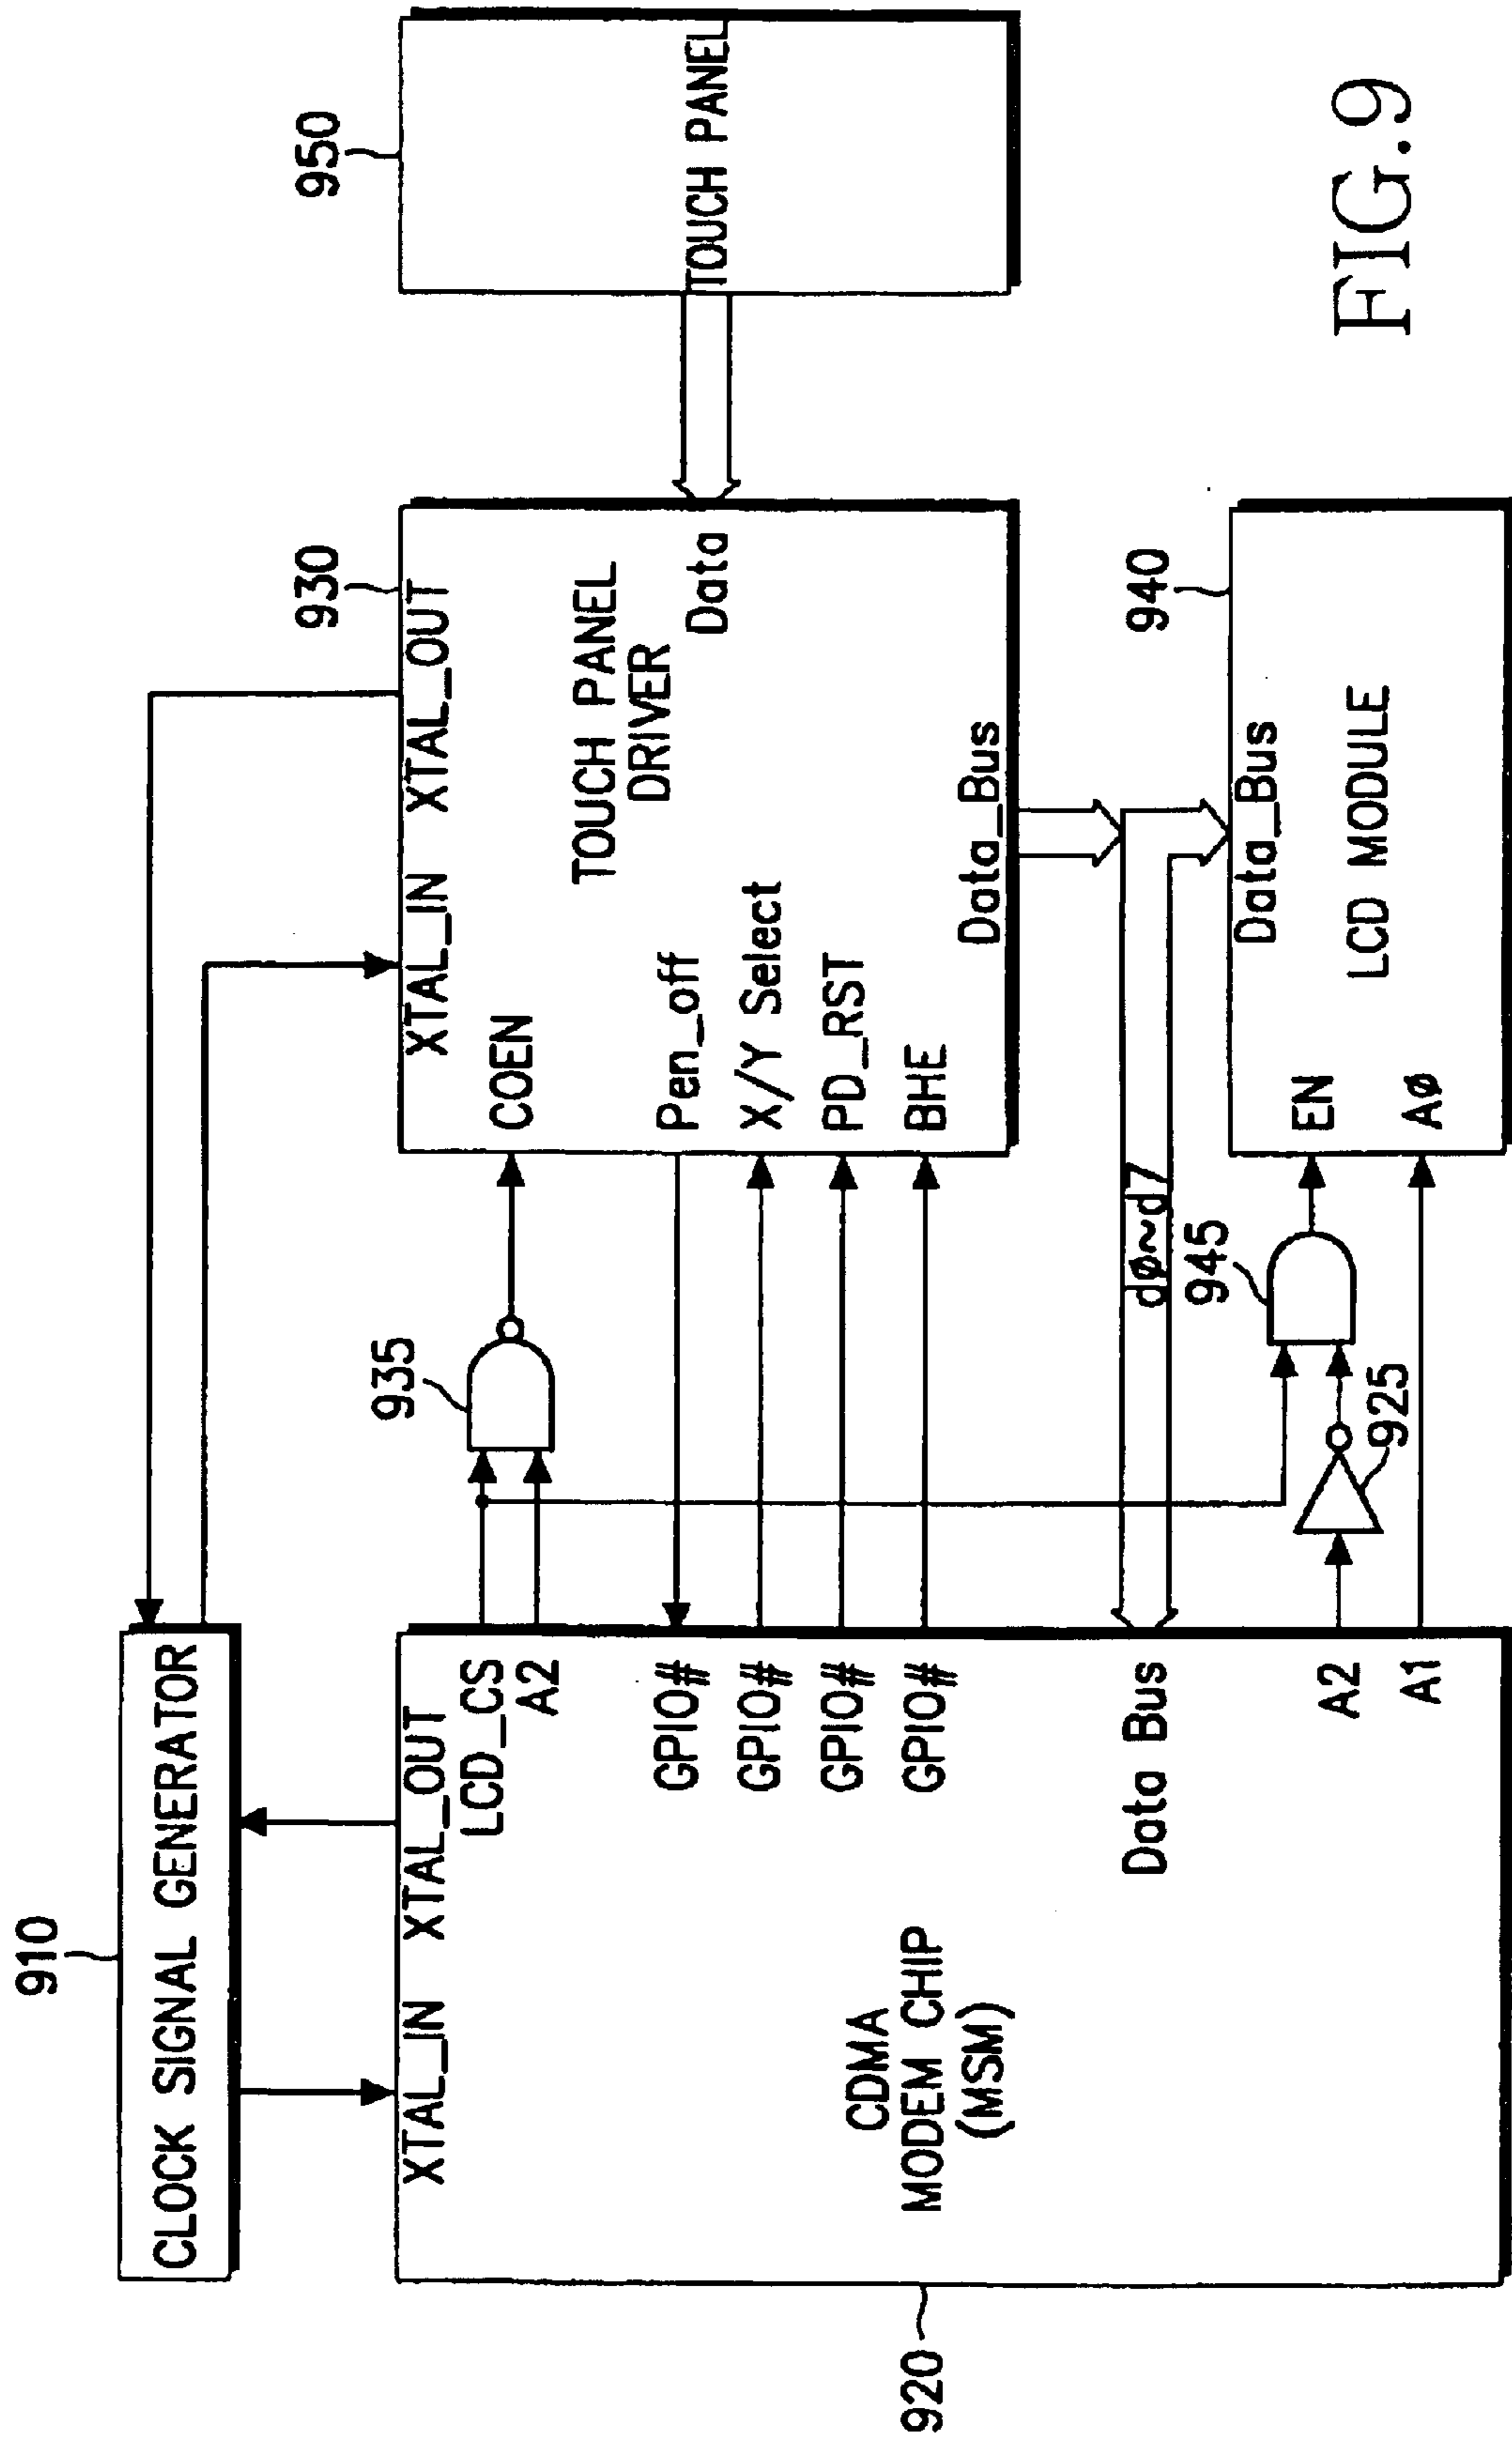 910
CLOCK SIGNAL GENERATOR
920
XTAL_IN XTAL_OUT
LCD_CS
A2
GPIO#
GPIO#
GPIO#
GPIO#
CDMA
MODEM CHIP
(MSM)
Data Bus
A2
A1
935
925
945
dø~d7
930
XTAL_IN XTAL_OUT
COEN
TOUCH PANEL
DRIVER
Pen_off
X/Y Select
PD_RST
BHE
Data
Data_Bus
940
Data_Bus
EN
LCD MODULE
Aø
950
TOUCH PANEL
FIG.9